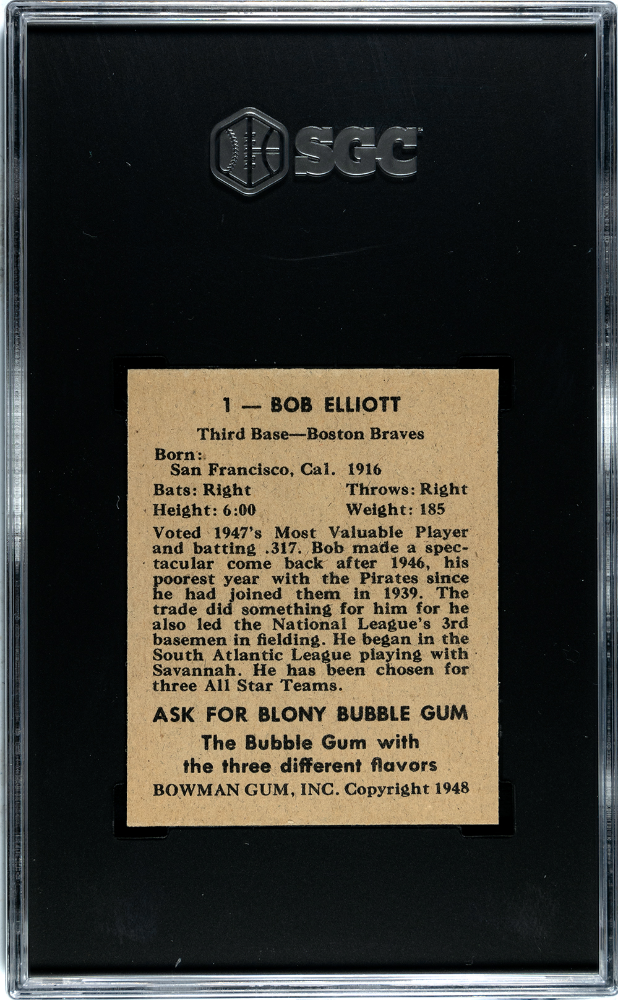 SGC
1 — BOB ELLIOTT
Third Base—Boston Braves
Born:
San Francisco, Cal. 1916
Bats: Right Throws: Right
Height: 6:00 Weight: 185
Voted 1947's Most Valuable Player
and batting .317. Bob made a spec-
tacular come back after 1946, his
poorest year with the Pirates since
he had joined them in 1939. The
trade did something for him for he
also led the National League's 3rd
basemen in fielding. He began in the
South Atlantic League playing with
Savannah. He has been chosen for
three All Star Teams.
ASK FOR BLONY BUBBLE GUM
The Bubble Gum with
the three different flavors
BOWMAN GUM, INC. Copyright 1948